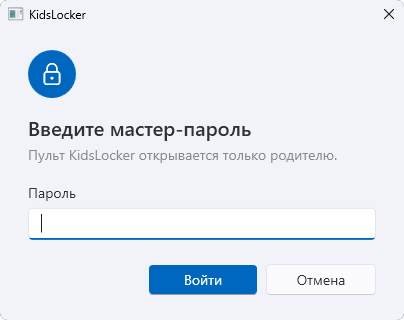 KidsLocker
Введите мастер-пароль
Пульт KidsLocker открывается только родителю.
Пароль
Войти
Отмена